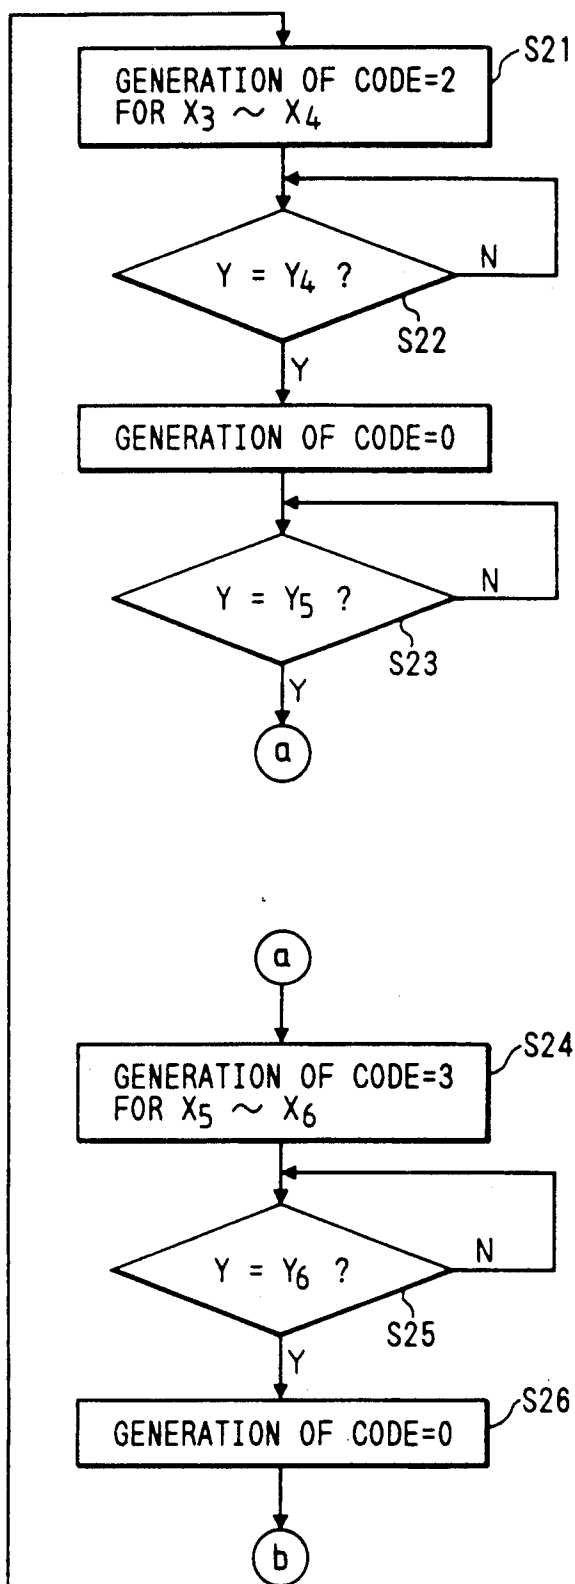 S21
GENERATION OF CODE=2
FOR X3 ~ X4
Y = Y4 ?
N
S22
Y
GENERATION OF CODE=0
Y = Y5 ?
N
S23
Y
a
a
S24
GENERATION OF CODE=3
FOR X5 ~ X6
Y = Y6 ?
N
S25
Y
S26
GENERATION OF CODE=0
b